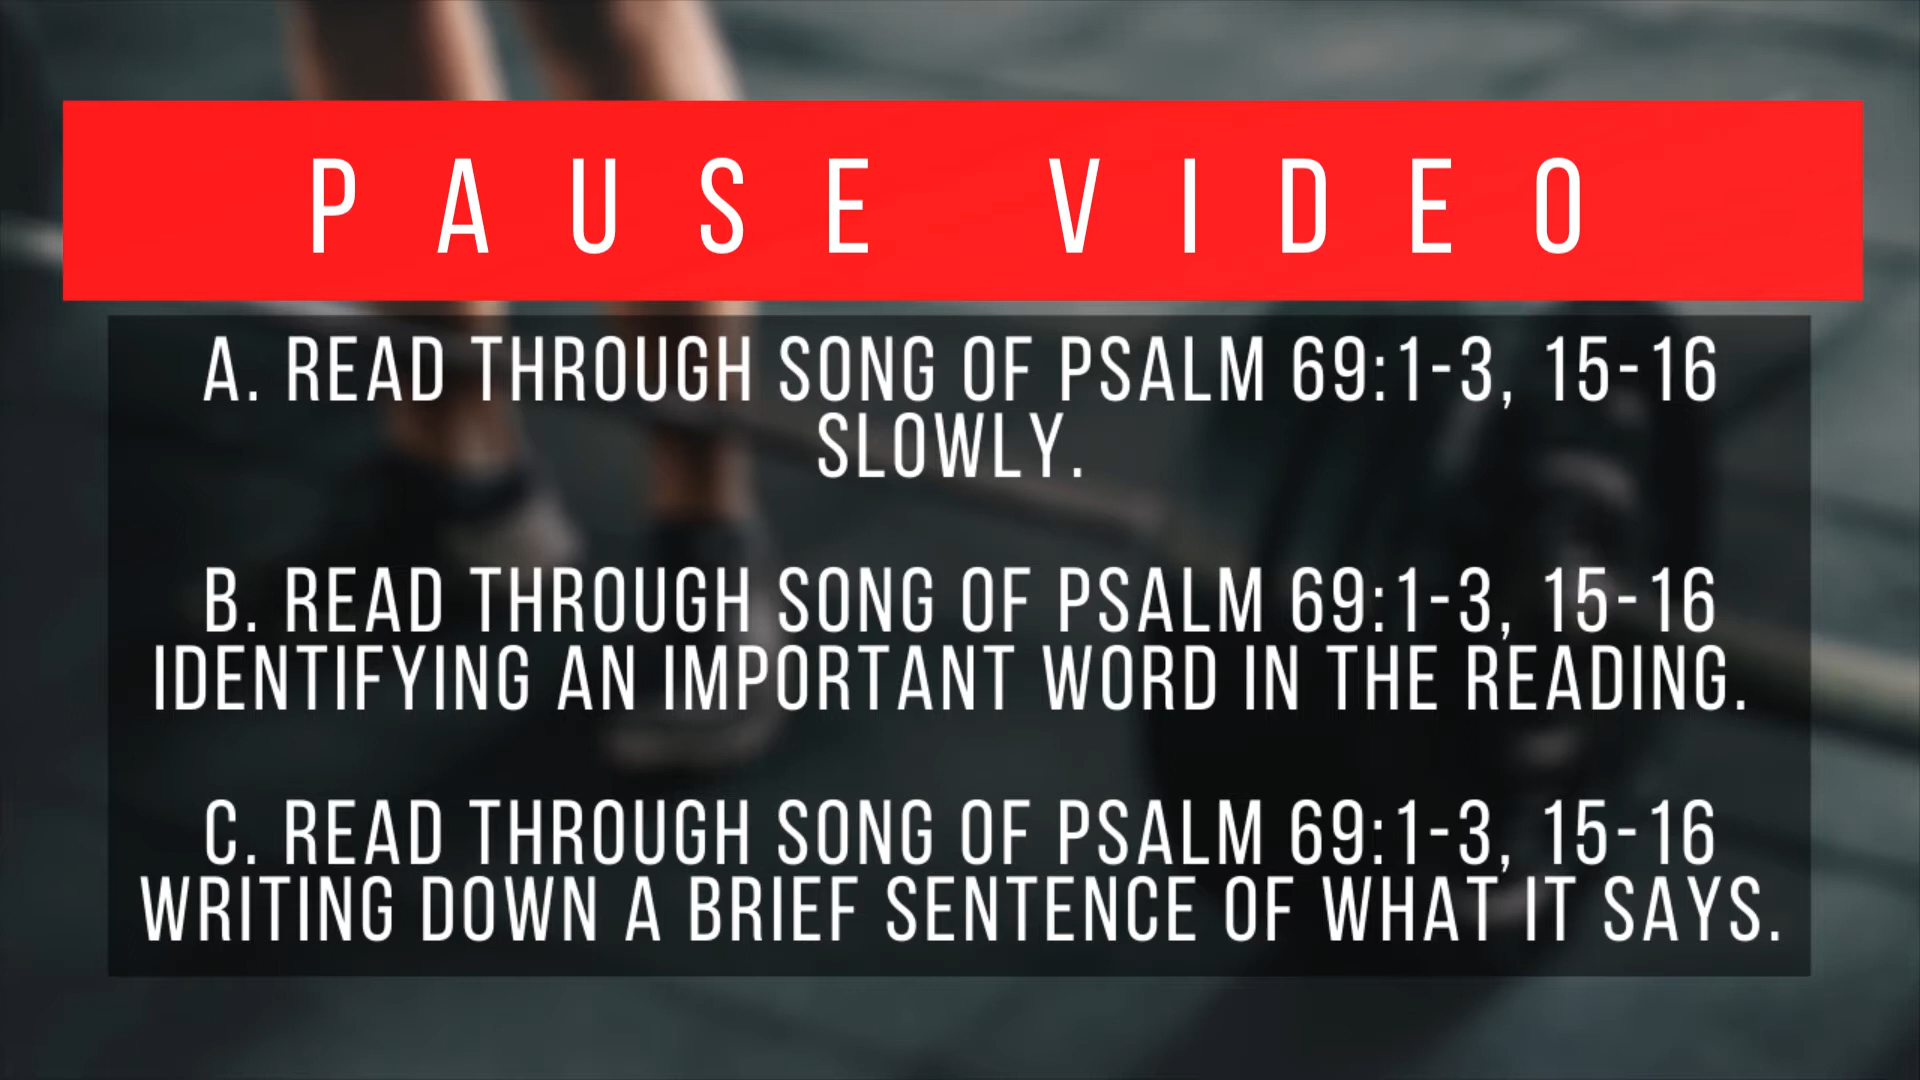 PAUSE VIDEO
A. READ THROUGH SONG OF PSALM 69:1-3, 15-16
SLOWLY.
B. READ THROUGH SONG OF PSALM 69:1-3, 15-16
IDENTIFYING AN IMPORTANT WORD IN THE READING.
C. READ THROUGH SONG OF PSALM 69:1-3, 15-16
WRITING DOWN A BRIEF SENTENCE OF WHAT IT SAYS.